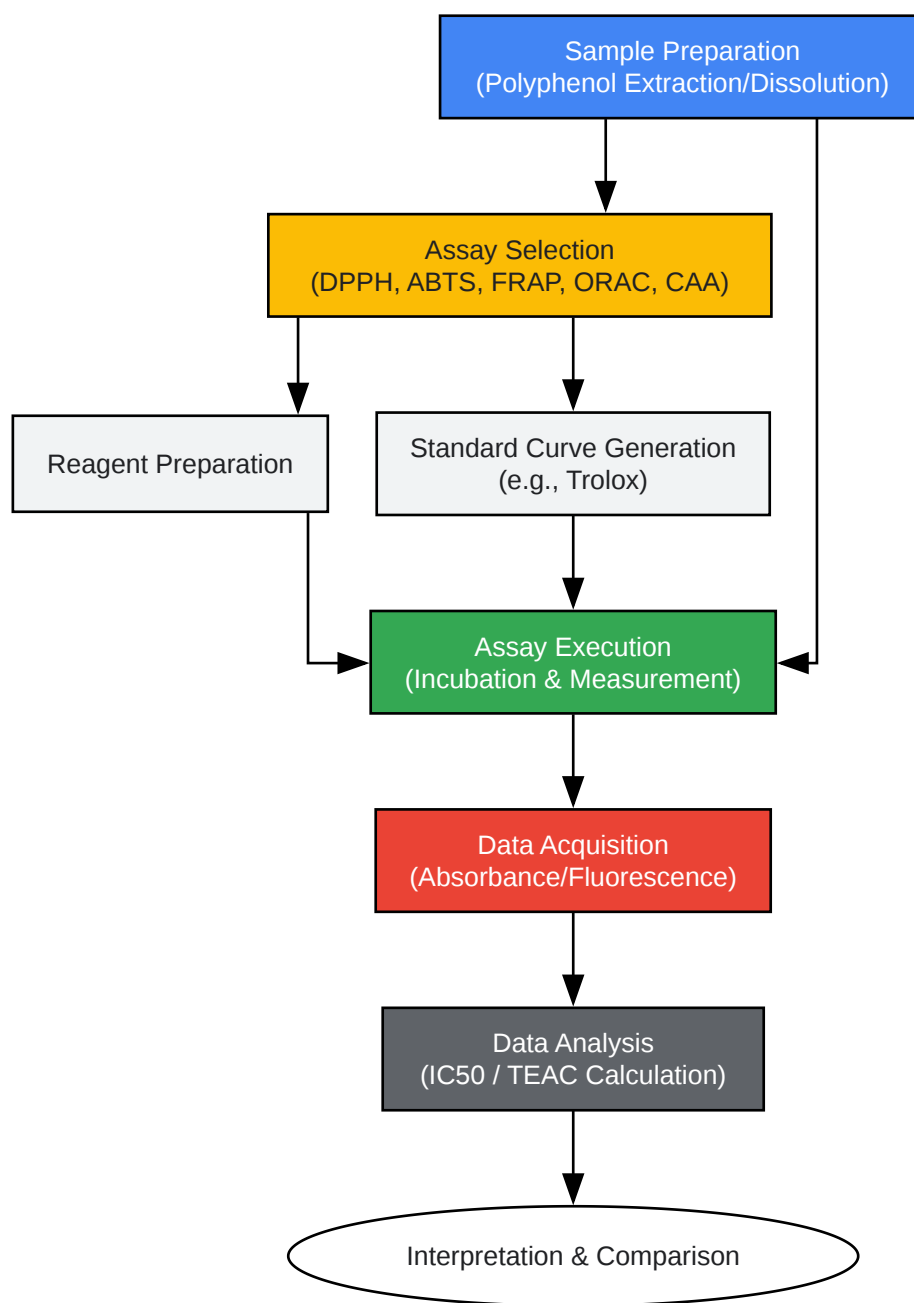 Sample Preparation
(Polyphenol Extraction/Dissolution)
Assay Selection
(DPPH, ABTS, FRAP, ORAC, CAA)
Reagent Preparation
Standard Curve Generation
(e.g., Trolox)
Assay Execution
(Incubation & Measurement)
Data Acquisition
(Absorbance/Fluorescence)
Data Analysis
(IC50 / TEAC Calculation)
Interpretation & Comparison